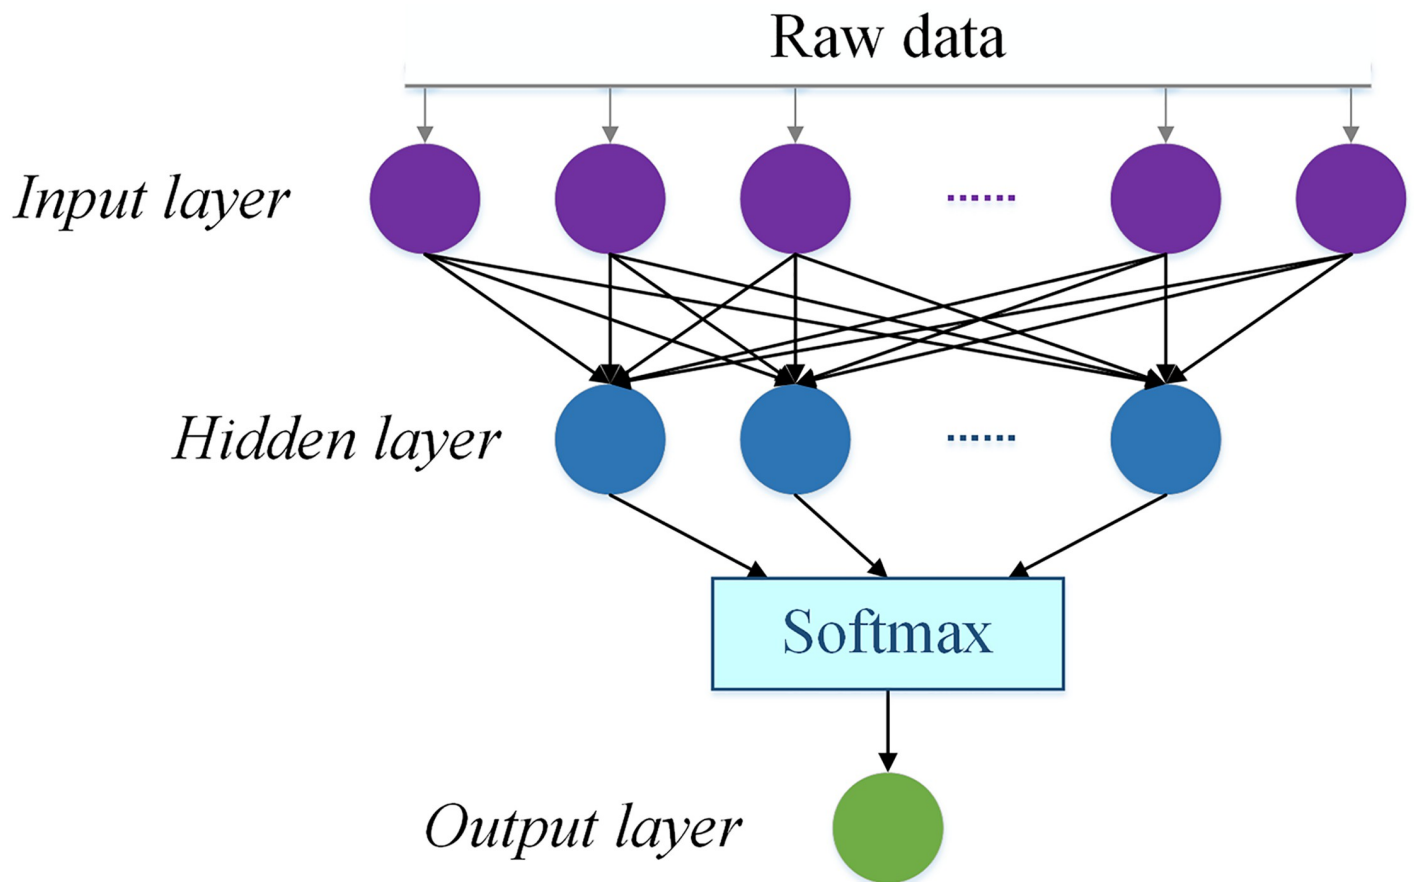 Raw data
Input layer
Hidden layer
Softmax
Output layer